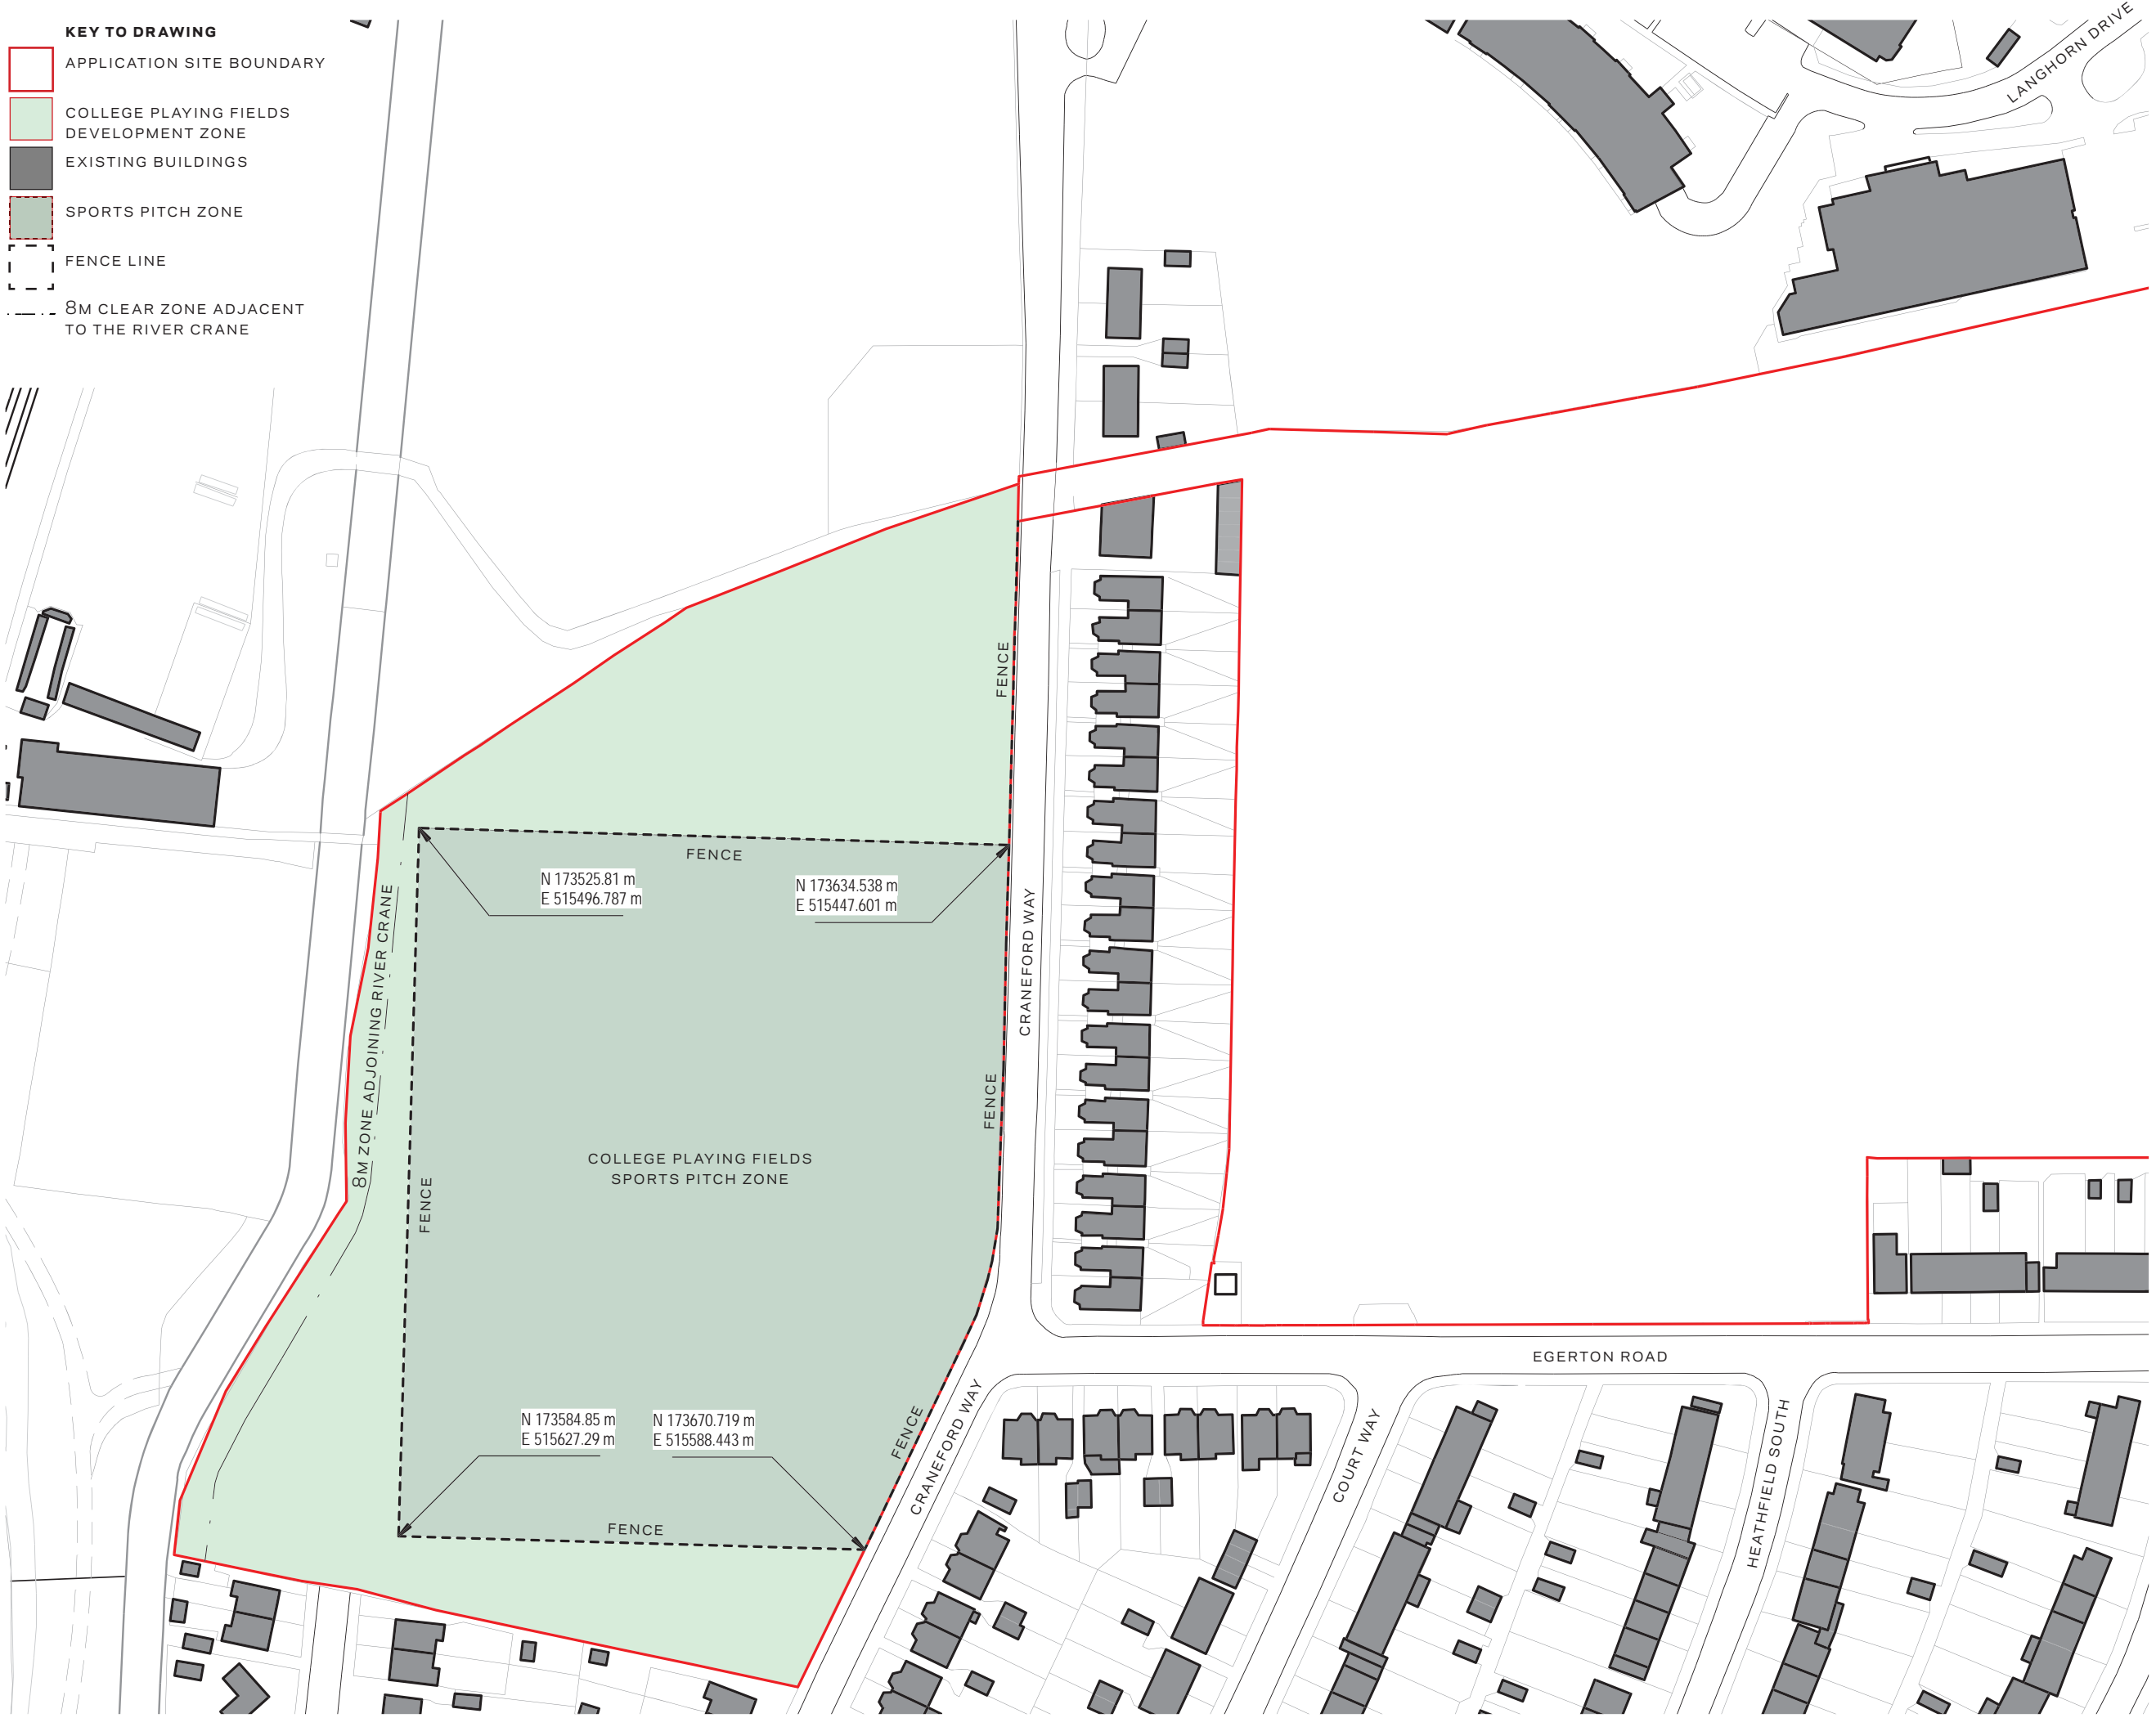 KEY TO DRAWING
APPLICATION SITE BOUNDARY
COLLEGE PLAYING FIELDS
DEVELOPMENT ZONE
EXISTING BUILDINGS
SPORTS PITCH ZONE
FENCE LINE
8M CLEAR ZONE ADJACENT
TO THE RIVER CRANE
LANGHORN DRIVE
FENCE
FENCE
N 173525.81 m
E 515496.787 m
N 173634.538 m
E 515447.601 m
8M ZONE ADJOINING RIVER CRANE
CRANEFORD WAY
FENCE
FENCE
COLLEGE PLAYING FIELDS
SPORTS PITCH ZONE
EGERTON ROAD
N 173584.85 m
E 515627.29 m
N 173670.719 m
E 515588.443 m
FENCE
FENCE
CRANEFORD WAY
COURT WAY
HEATHFIELD SOUTH